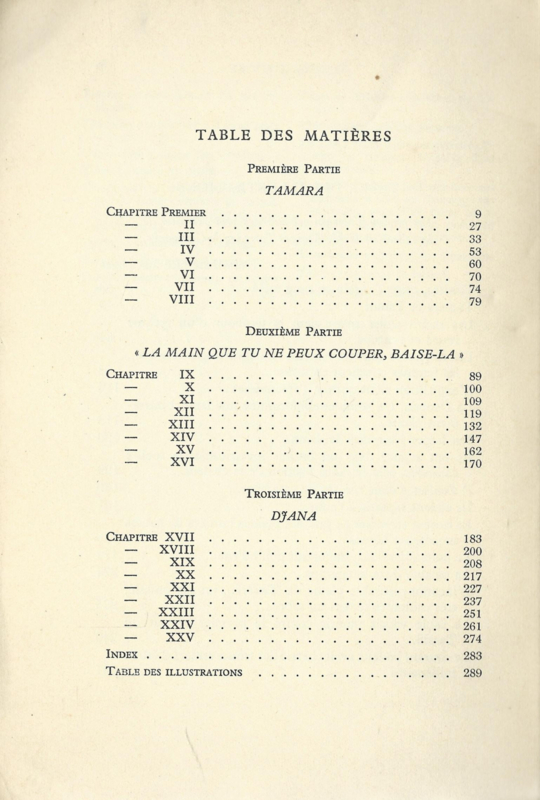 TABLE DES MATIÈRES
PREMIÈRE PARTIE
TAMARA
CHAPITRE PREMIER . . . . . . . . . . . . . . . . . . . 9
— II . . . . . . . . . . . . . . . . . . . . 27
— III . . . . . . . . . . . . . . . . . . . . 33
— IV . . . . . . . . . . . . . . . . . . . . 53
— V . . . . . . . . . . . . . . . . . . . . 60
— VI . . . . . . . . . . . . . . . . . . . . 70
— VII . . . . . . . . . . . . . . . . . . . . 74
— VIII . . . . . . . . . . . . . . . . . . . . 79
DEUXIÈME PARTIE
« LA MAIN QUE TU NE PEUX COUPER, BAISE-LA »
CHAPITRE IX . . . . . . . . . . . . . . . . . . . . 89
— X . . . . . . . . . . . . . . . . . . . . 100
— XI . . . . . . . . . . . . . . . . . . . . 109
— XII . . . . . . . . . . . . . . . . . . . . 119
— XIII . . . . . . . . . . . . . . . . . . . . 132
— XIV . . . . . . . . . . . . . . . . . . . . 147
— XV . . . . . . . . . . . . . . . . . . . . 162
— XVI . . . . . . . . . . . . . . . . . . . . 170
TROISIÈME PARTIE
DJANA
CHAPITRE XVII . . . . . . . . . . . . . . . . . . . . 183
— XVIII . . . . . . . . . . . . . . . . . . . . 200
— XIX . . . . . . . . . . . . . . . . . . . . 208
— XX . . . . . . . . . . . . . . . . . . . . 217
— XXI . . . . . . . . . . . . . . . . . . . . 227
— XXII . . . . . . . . . . . . . . . . . . . . 237
— XXIII . . . . . . . . . . . . . . . . . . . . 251
— XXIV . . . . . . . . . . . . . . . . . . . . 261
— XXV . . . . . . . . . . . . . . . . . . . . 274
INDEX . . . . . . . . . . . . . . . . . . . . . . . . . 283
TABLE DES ILLUSTRATIONS . . . . . . . . . . . . . . . . 289